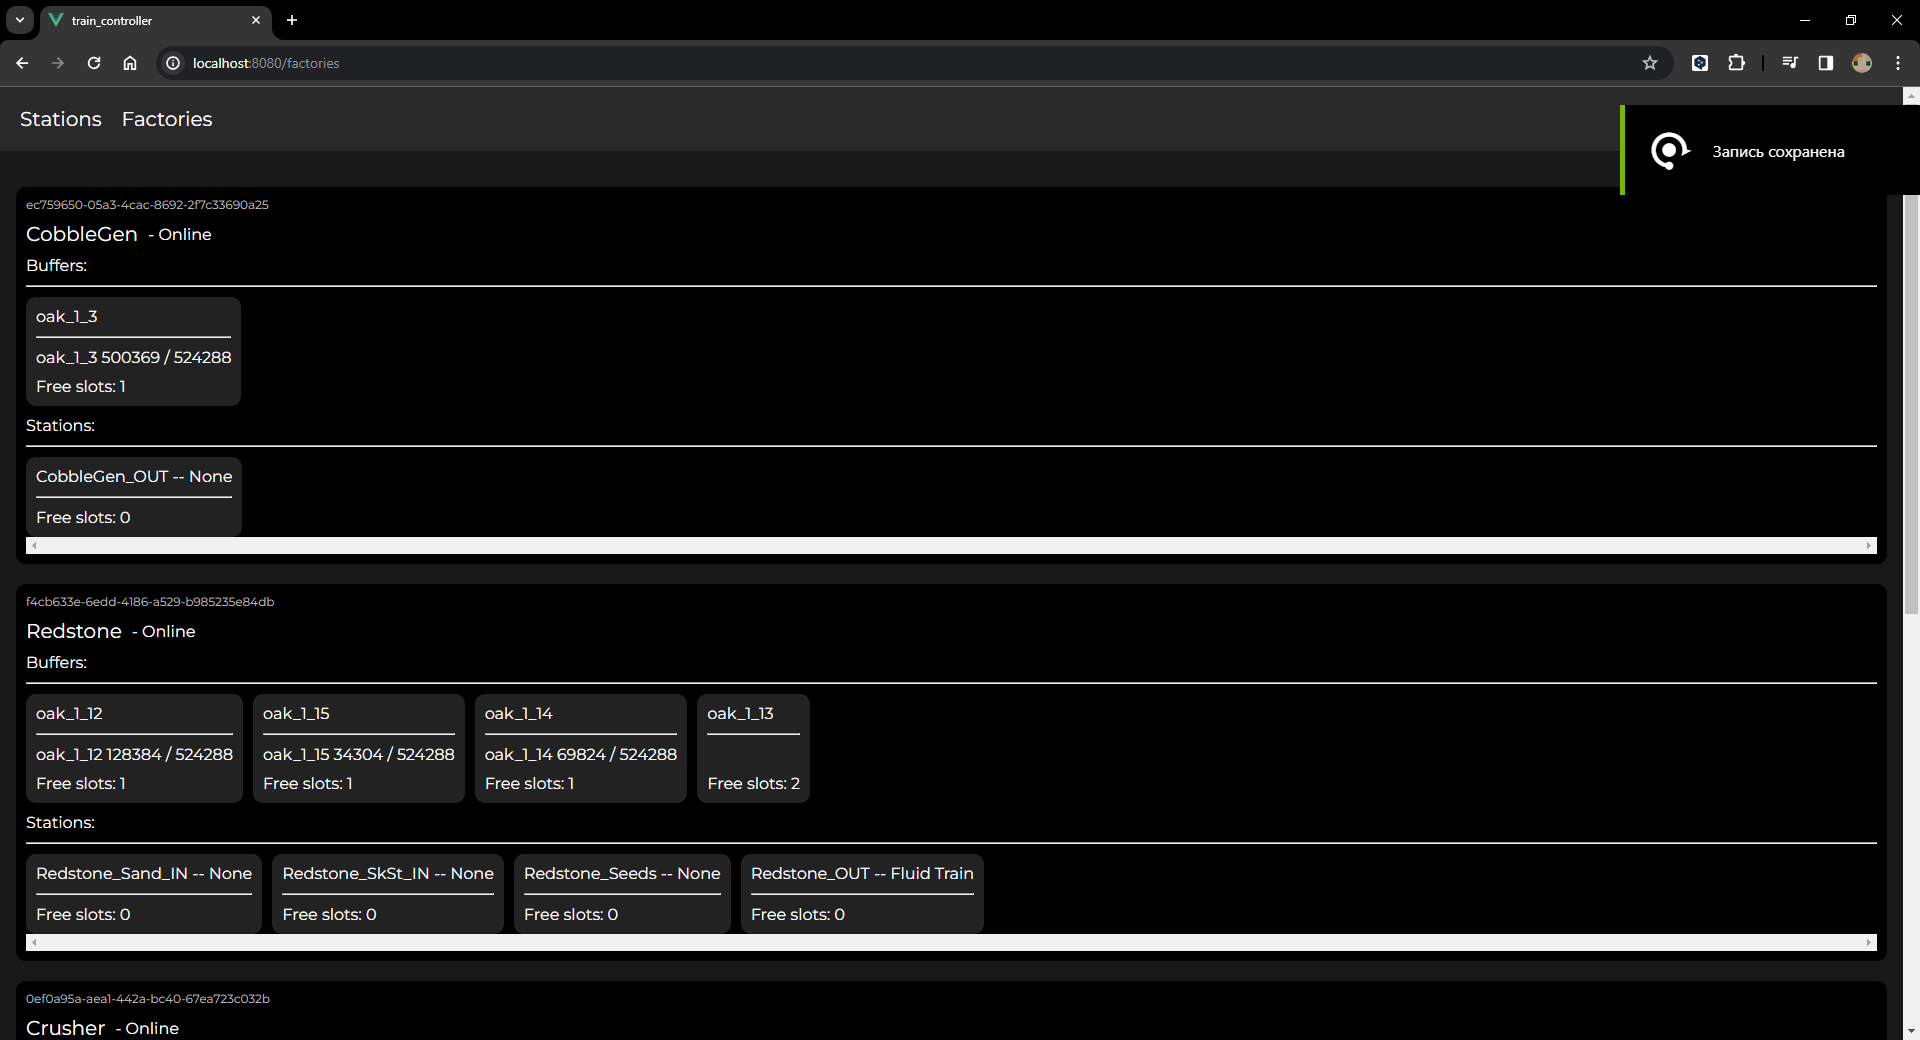 train_controller
localhost:8080/factories
Stations Factories
Запись сохранена
ec759650-05a3-4cac-8692-2f7c33690a25
CobbleGen - Online
Buffers:
oak_1_3
oak_1_3 500369 / 524288
Free slots: 1
Stations:
CobbleGen_OUT -- None
Free slots: 0
f4cb633e-6edd-4186-a529-b985235e84db
Redstone - Online
Buffers:
oak_1_12
oak_1_12 128384 / 524288
Free slots: 1
oak_1_15
oak_1_15 34304 / 524288
Free slots: 1
oak_1_14
oak_1_14 69824 / 524288
Free slots: 1
oak_1_13
Free slots: 2
Stations:
Redstone_Sand_IN -- None
Free slots: 0
Redstone_SkSt_IN -- None
Free slots: 0
Redstone_Seeds -- None
Free slots: 0
Redstone_OUT -- Fluid Train
Free slots: 0
0ef0a95a-aea1-442a-bc40-67ea723c032b
Crusher - Online